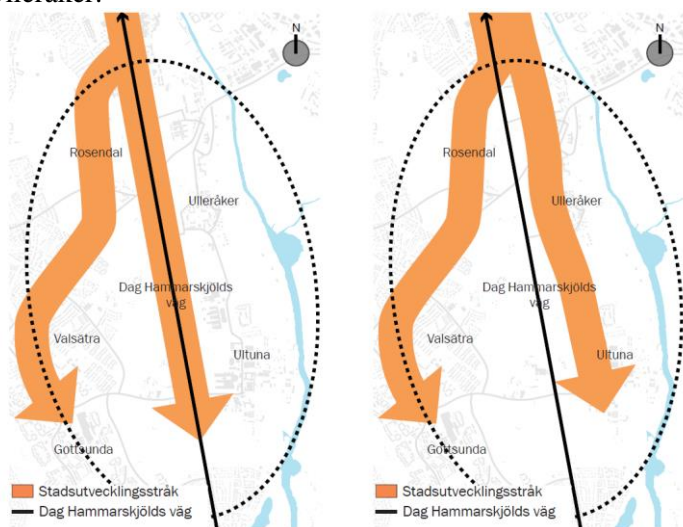 Ulleråker.
N
Rosendal
Ulleråker
Dag Hammarskjölds
väg
Valsätra
Ultuna
Gottsunda
Stadsutvecklingsstråk
Dag Hammarskjölds väg
N
Rosendal
Ulleråker
Dag Hammarskjölds
väg
Valsätra
Ultuna
Gottsunda
Stadsutvecklingsstråk
Dag Hammarskjölds väg